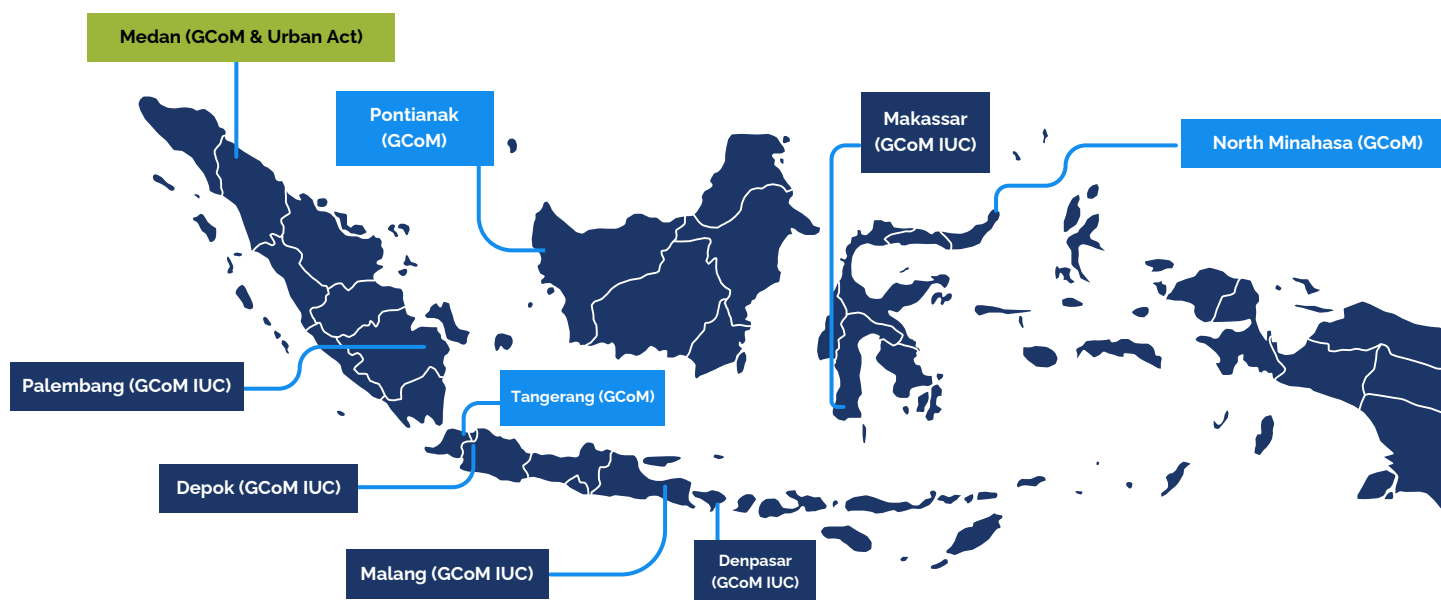 Medan (GCoM & Urban Act)
Pontianak
(GCoM)
Makassar
(GCoM IUC)
North Minahasa (GCoM)
Palembang (GCoM IUC)
Tangerang (GCoM)
Depok (GCoM IUC)
Malang (GCoM IUC)
Denpasar
(GCoM IUC)